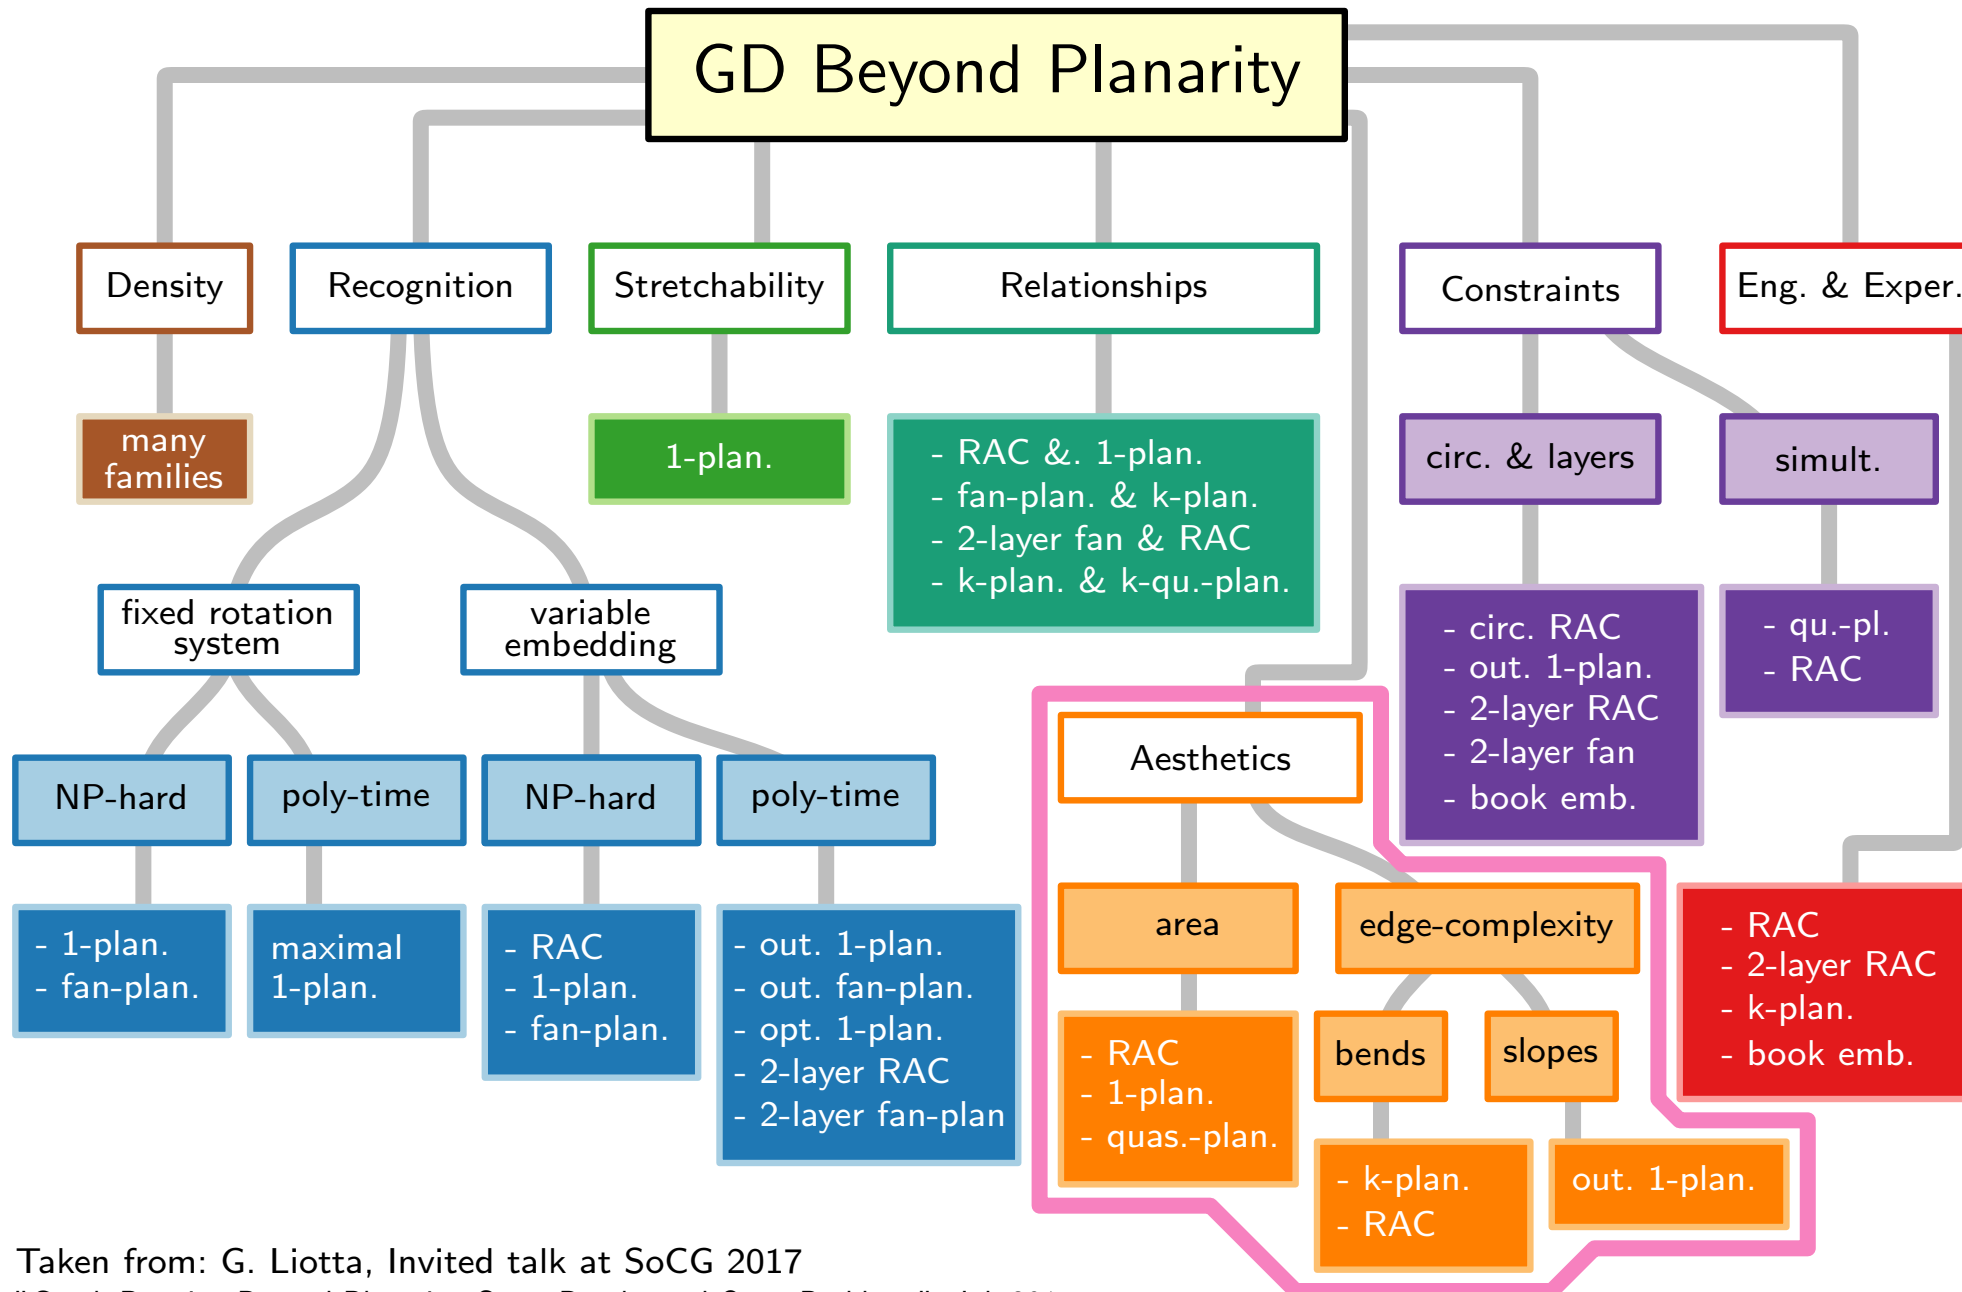 GD Beyond Planarity
Density
Recognition
Stretchability
Relationships
Constraints
Eng. & Exper.
many
families
1-plan.
- RAC &. 1-plan.
- fan-plan. & k-plan.
- 2-layer fan & RAC
- k-plan. & k-qu.-plan.
circ. & layers
simult.
fixed rotation
system
variable
embedding
- circ. RAC
- out. 1-plan.
- 2-layer RAC
- 2-layer fan
- book emb.
- qu.-pl.
- RAC
NP-hard
poly-time
NP-hard
poly-time
Aesthetics
- 1-plan.
- fan-plan.
maximal
1-plan.
- RAC
- 1-plan.
- fan-plan.
- out. 1-plan.
- out. fan-plan.
- opt. 1-plan.
- 2-layer RAC
- 2-layer fan-plan
area
edge-complexity
- RAC
- 2-layer RAC
- k-plan.
- book emb.
- RAC
- 1-plan.
- quas.-plan.
bends
slopes
- k-plan.
- RAC
out. 1-plan.
Taken from: G. Liotta, Invited talk at SoCG 2017